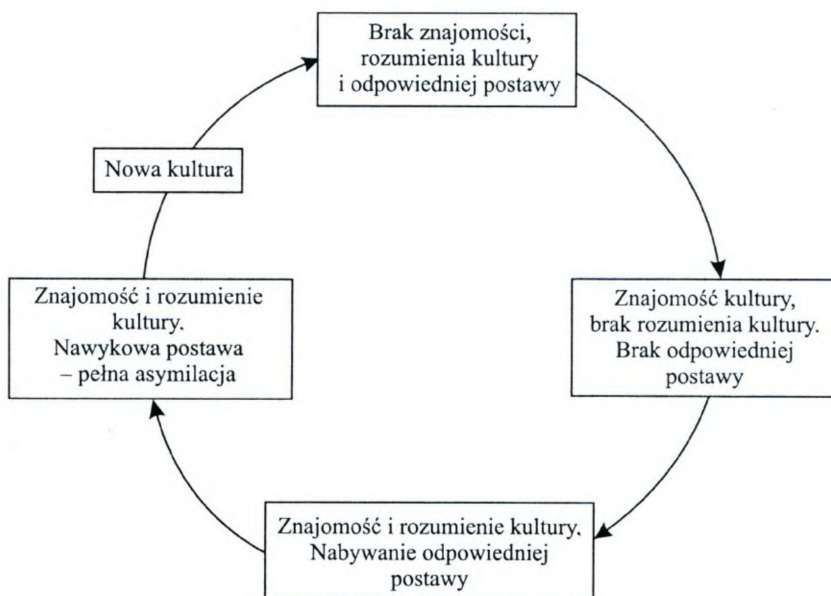 Brak znajomości,
rozumienia kultury
i odpowiedniej postawy
Nowa kultura
Znajomość kultury,
brak rozumienia kultury.
Brak odpowiedniej
postawy
Znajomość i rozumienie kultury.
Nabywanie odpowiedniej
postawy
Znajomość i rozumienie
kultury.
Nawykowa postawa
– pełna asymilacja